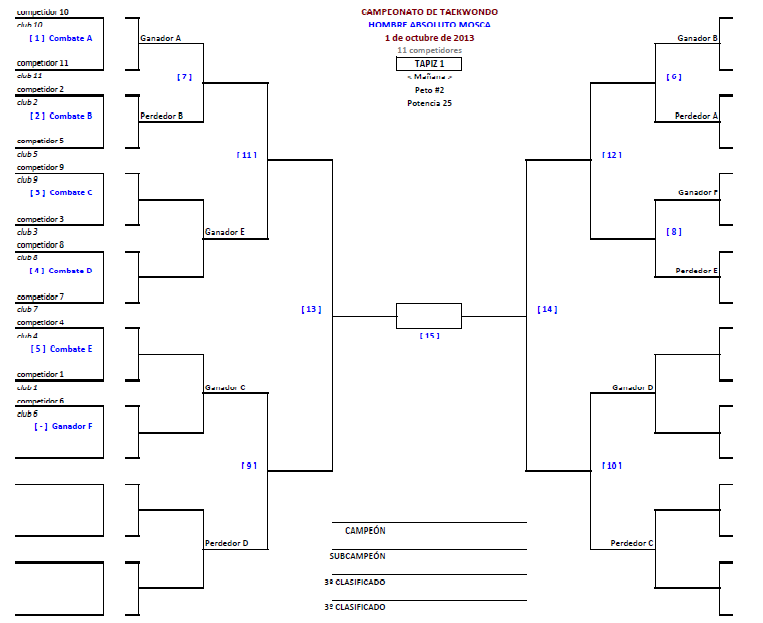 CAMPEONATO DE TAEKWONDO
HOMBRE ABSOLUTO MOSCA
1 de octubre de 2013
11 competidores
TAPIZ 1
< Mañana >
Peto #2
Potencia 25
competidor 10
club 10
[ 1 ] Combate A
competidor 11
club 11
competidor 2
club 2
[ 2 ] Combate B
competidor 5
club 5
competidor 9
club 9
[ 3 ] Combate C
competidor 3
club 3
competidor 8
club 8
[ 4 ] Combate D
competidor 7
club 7
competidor 4
club 4
[ 5 ] Combate E
competidor 1
club 1
competidor 6
club 6
[ - ] Ganador F
Ganador A
[ 7 ]
Perdedor B
[ 11 ]
Ganador E
[ 13 ]
Ganador C
[ 9 ]
Perdedor D
[ 15 ]
Ganador B
[ 6 ]
Perdedor A
[ 12 ]
Ganador F
[ 8 ]
Perdedor E
[ 14 ]
Ganador D
[ 10 ]
Perdedor C
CAMPEÓN
SUBCAMPEÓN
3º CLASIFICADO
3º CLASIFICADO